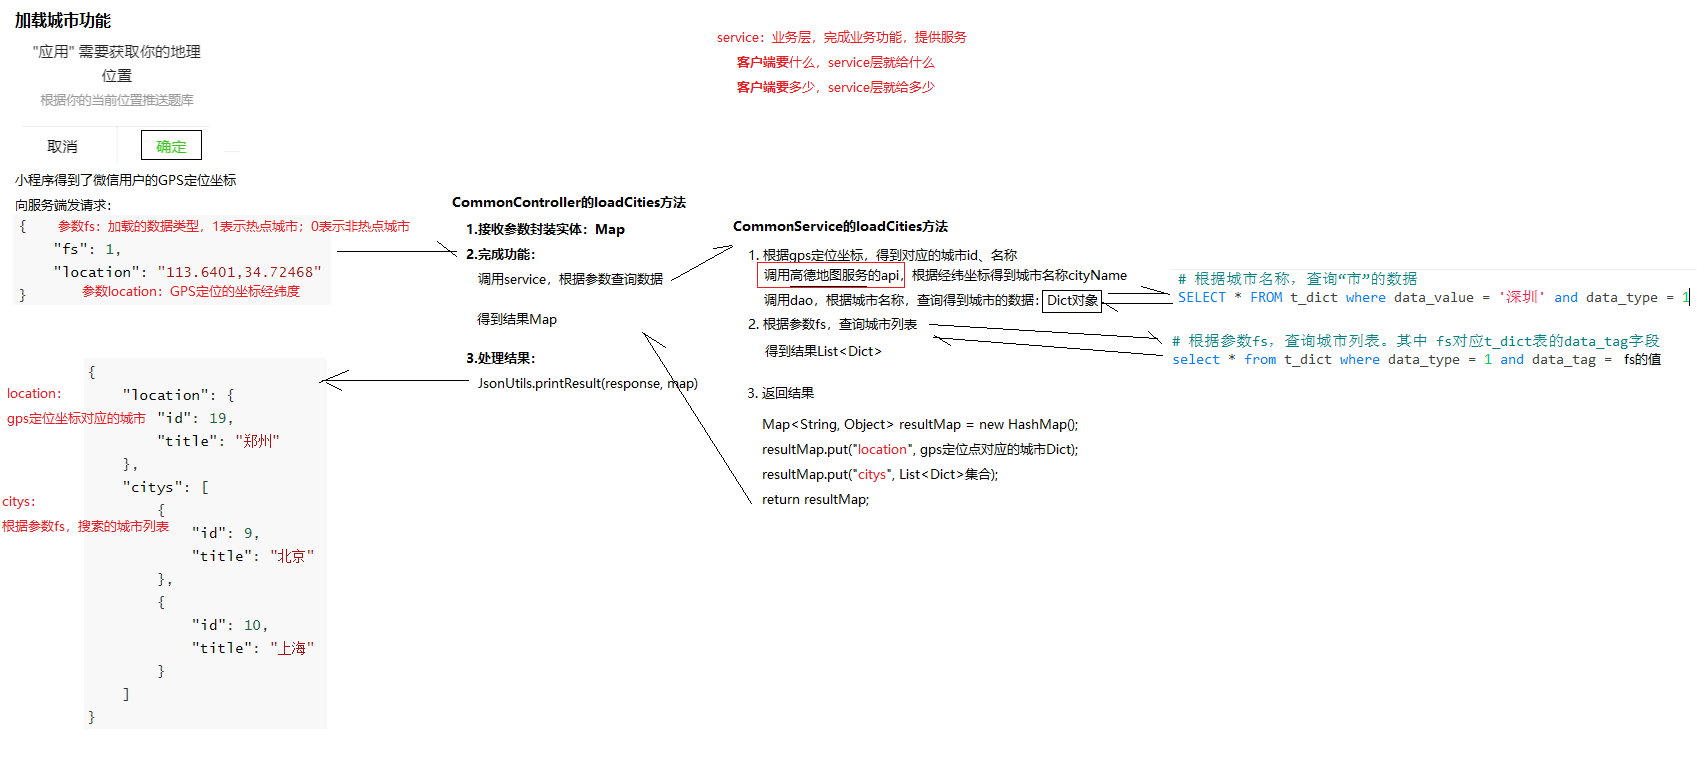 加载城市功能
"应用" 需要获取你的地理
位置
根据你的当前位置推送题库
取消
确定
小程序得到了微信用户的GPS定位坐标
向服务端发请求：
{
参数fs：加载的数据类型，1表示热点城市；0表示非热点城市
"fs": 1,
"location": "113.6401,34.72468"
}
参数location：GPS定位的坐标经纬度
location：
gps定位坐标对应的城市
citys：
根据参数fs，搜索的城市列表
{
"location": {
"id": 19,
"title": "郑州"
},
"citys": [
{
"id": 9,
"title": "北京"
},
{
"id": 10,
"title": "上海"
}
]
}
CommonController的loadCities方法
1.接收参数封装实体：Map
2.完成功能：
调用service，根据参数查询数据
得到结果Map
3.处理结果：
JsonUtils.printResult(response, map)
service：业务层，完成业务功能，提供服务
客户端要什么，service层就给什么
客户端要多少，service层就给多少
CommonService的loadCities方法
1. 根据gps定位坐标，得到对应的城市id、名称
调用高德地图服务的api，根据经纬坐标得到城市名称cityName
调用dao，根据城市名称，查询得到城市的数据：Dict对象
2. 根据参数fs，查询城市列表
得到结果List<Dict>
3. 返回结果
Map<String, Object> resultMap = new HashMap();
resultMap.put("location", gps定位点对应的城市Dict);
resultMap.put("citys", List<Dict>集合);
return resultMap;
# 根据城市名称，查询“市”的数据
SELECT * FROM t_dict where data_value = '深圳' and data_type = 1
# 根据参数fs，查询城市列表。其中 fs对应t_dict表的data_tag字段
select * from t_dict where data_type = 1 and data_tag = fs的值